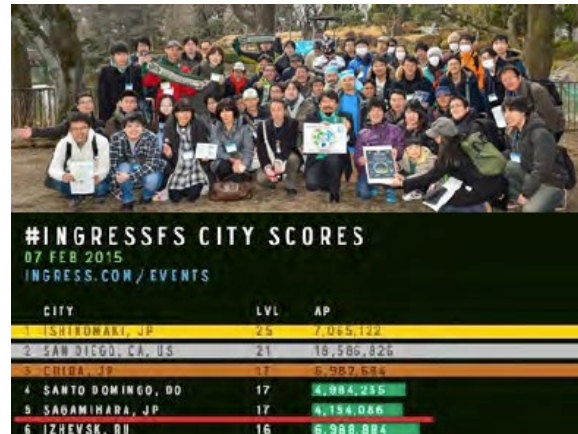 #INGRESSFS CITY SCORES
07 FEB 2015
INGRESS.COM/EVENTS
CITY LVL AP
1 ISHINOMAKI, JP 25 7,065,122
2 SAN DIEGO, CA, US 21 18,586,826
3 CHIBA, JP 17 6,982,684
4 SANTO DOMINGO, DO 17 4,984,235
5 SAGAMIHARA, JP 17 4,154,086
6 IZHEVSK, RU 16 6,988,884